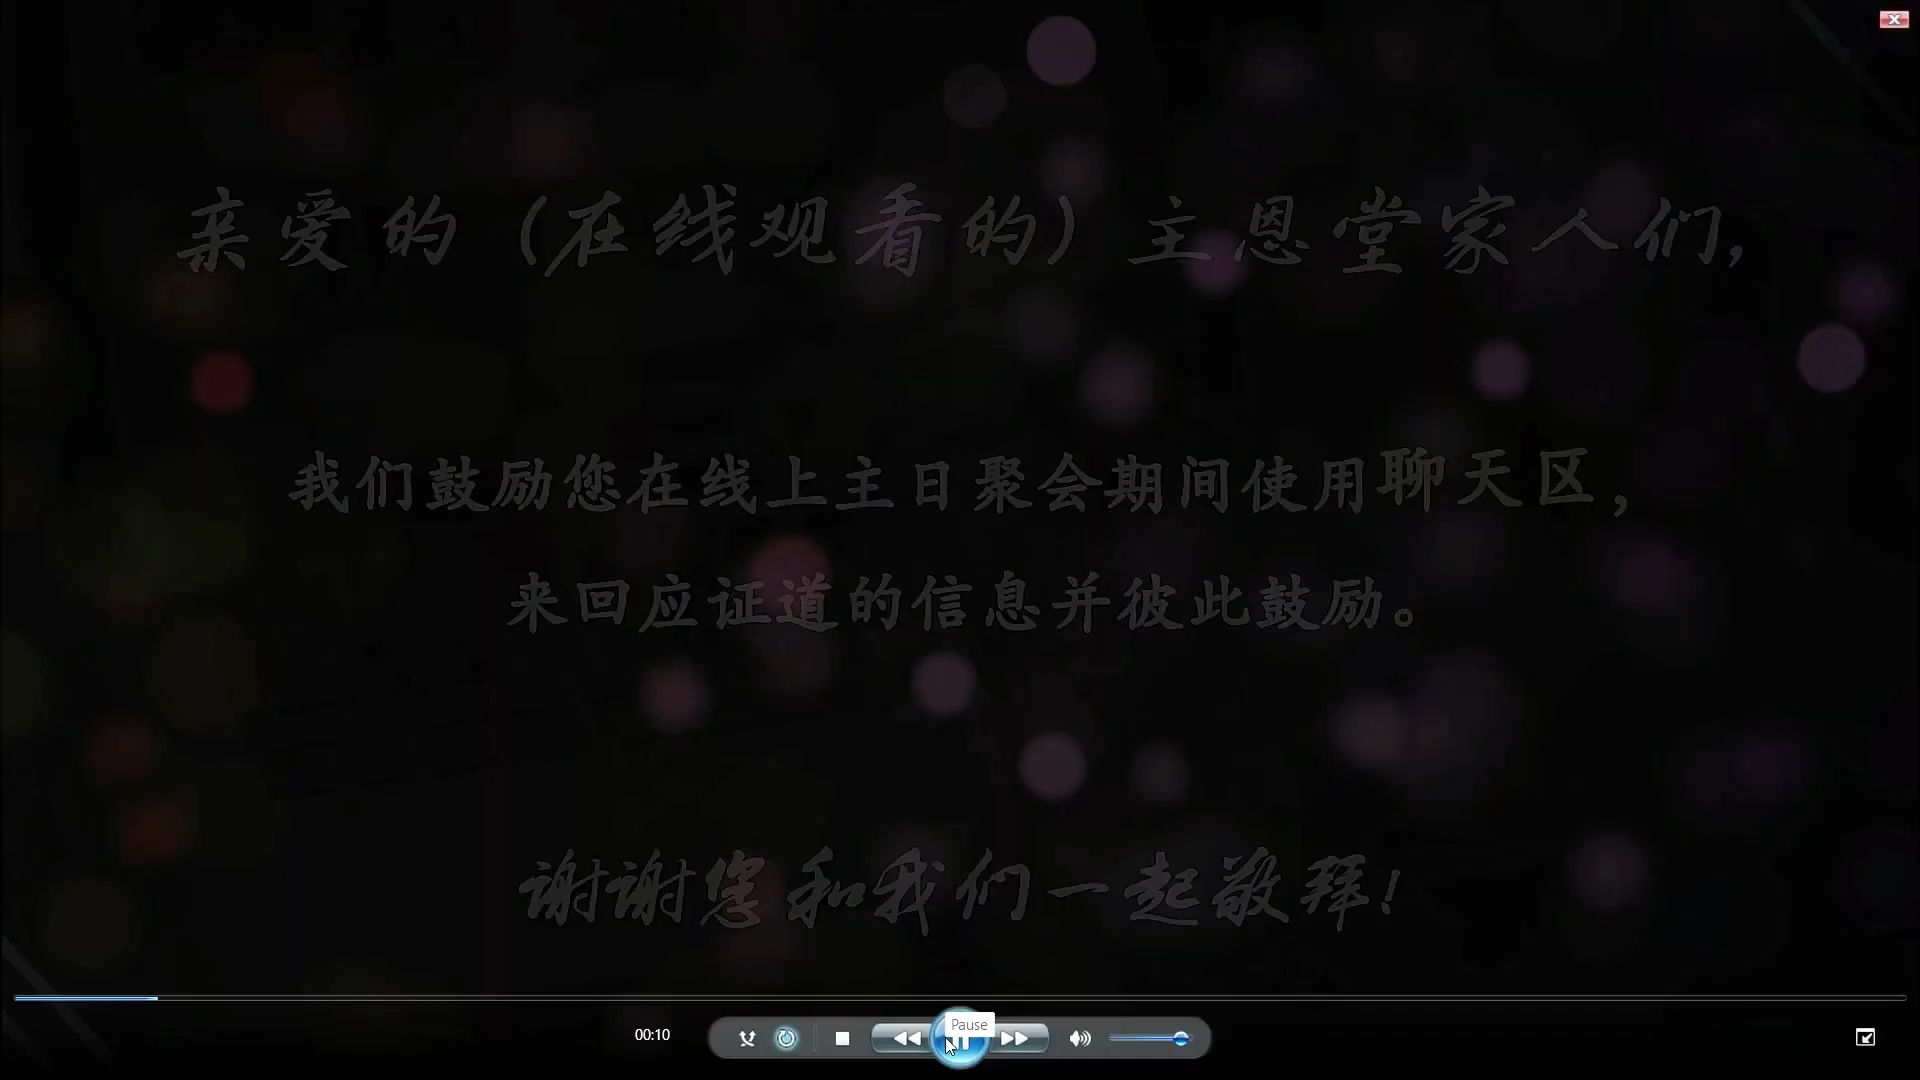 亲爱的（在线观看的）主恩堂家人们，
我们鼓励您在线上主日聚会期间使用聊天区，
来回应证道的信息并彼此鼓励。
谢谢您和我们一起敬拜！
00:10
Pause